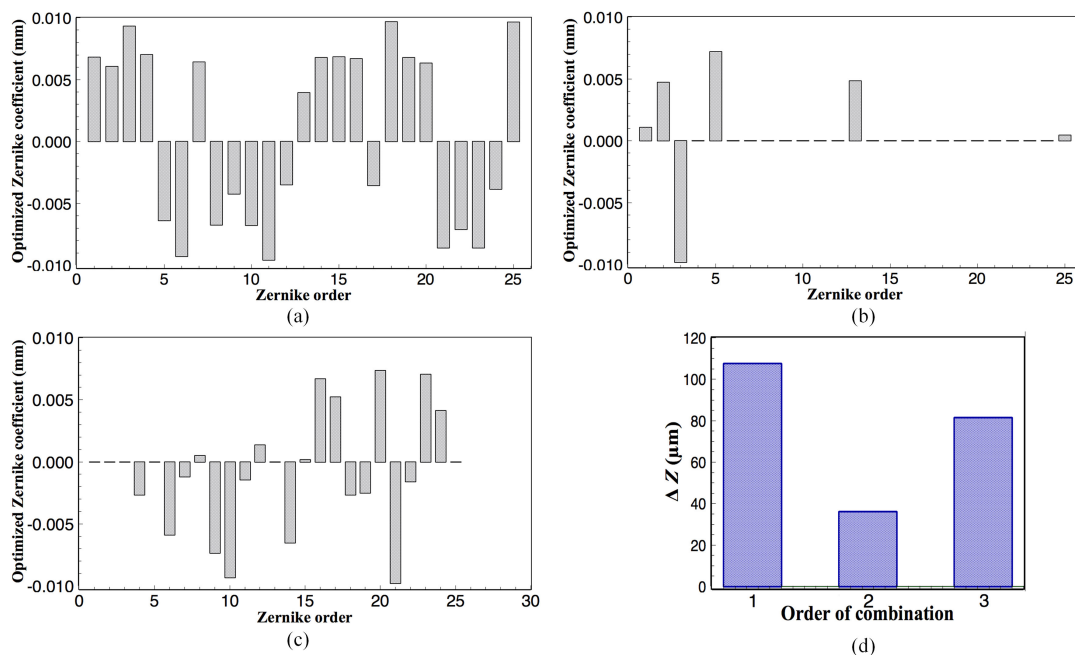 0.010
0.005
0.000
-0.005
-0.010
Optimized Zernike coefficient (mm)
0 5 10 15 20 25
Zernike order
(a)
0.010
0.005
0.000
-0.005
-0.010
Optimized Zernike coefficient (mm)
0 5 10 15 20 25
Zernike order
(b)
0.010
0.005
0.000
-0.005
-0.010
Optimized Zernike coefficient (mm)
0 5 10 15 20 25 30
Zernike order
(c)
120
100
80
60
40
20
0
Δ Z (μm)
1 2 3
Order of combination
(d)